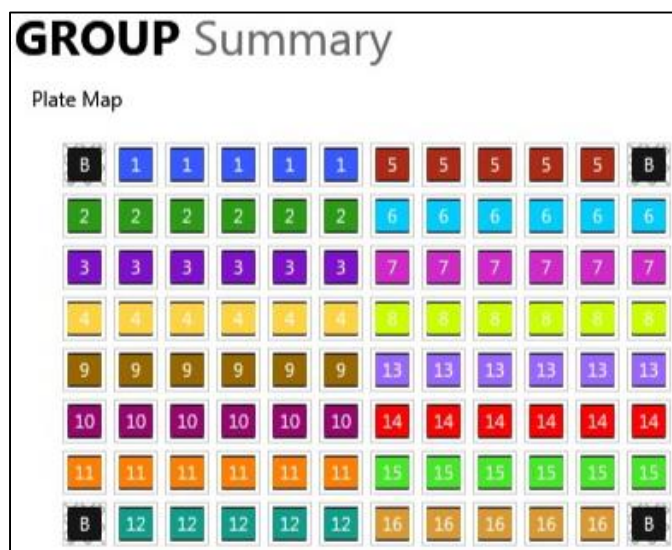 GROUP Summary
Plate Map
B 1 1 1 1 1 5 5 5 5 5 B
2 2 2 2 2 2 6 6 6 6 6 6
3 3 3 3 3 3 7 7 7 7 7 7
4 4 4 4 4 4 8 8 8 8 8 8
9 9 9 9 9 9 13 13 13 13 13 13
10 10 10 10 10 10 14 14 14 14 14 14
11 11 11 11 11 11 15 15 15 15 15 15
B 12 12 12 12 12 16 16 16 16 16 B